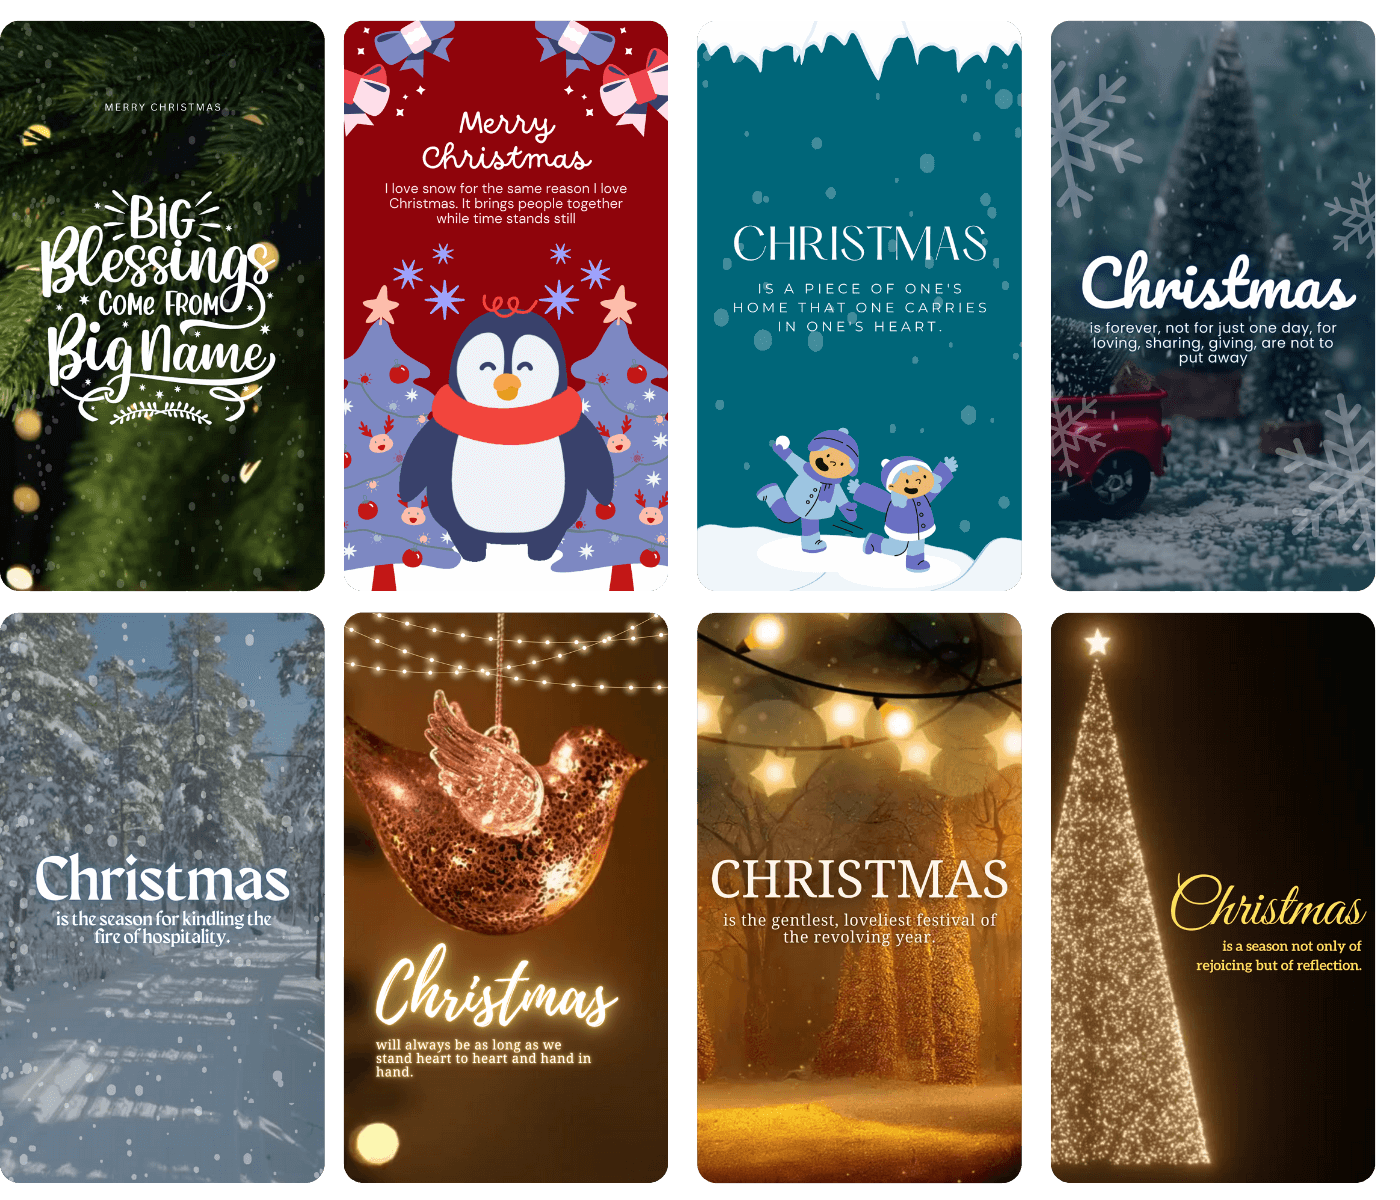 MERRY CHRISTMAS
BiG
Blessings
COME FROM
Big Name
Merry
Christmas
I love snow for the same reason I love
Christmas. It brings people together
while time stands still
CHRISTMAS
IS A PIECE OF ONE'S
HOME THAT ONE CARRIES
IN ONE'S HEART.
Christmas
is forever, not for just one day, for
loving, sharing, giving, are not to
put away
Christmas
is the season for kindling the
fire of hospitality.
Christmas
will always be as long as we
stand heart to heart and hand in
hand.
CHRISTMAS
is the gentlest, loveliest festival of
the revolving year.
Christmas
is a season not only of
rejoicing but of reflection.